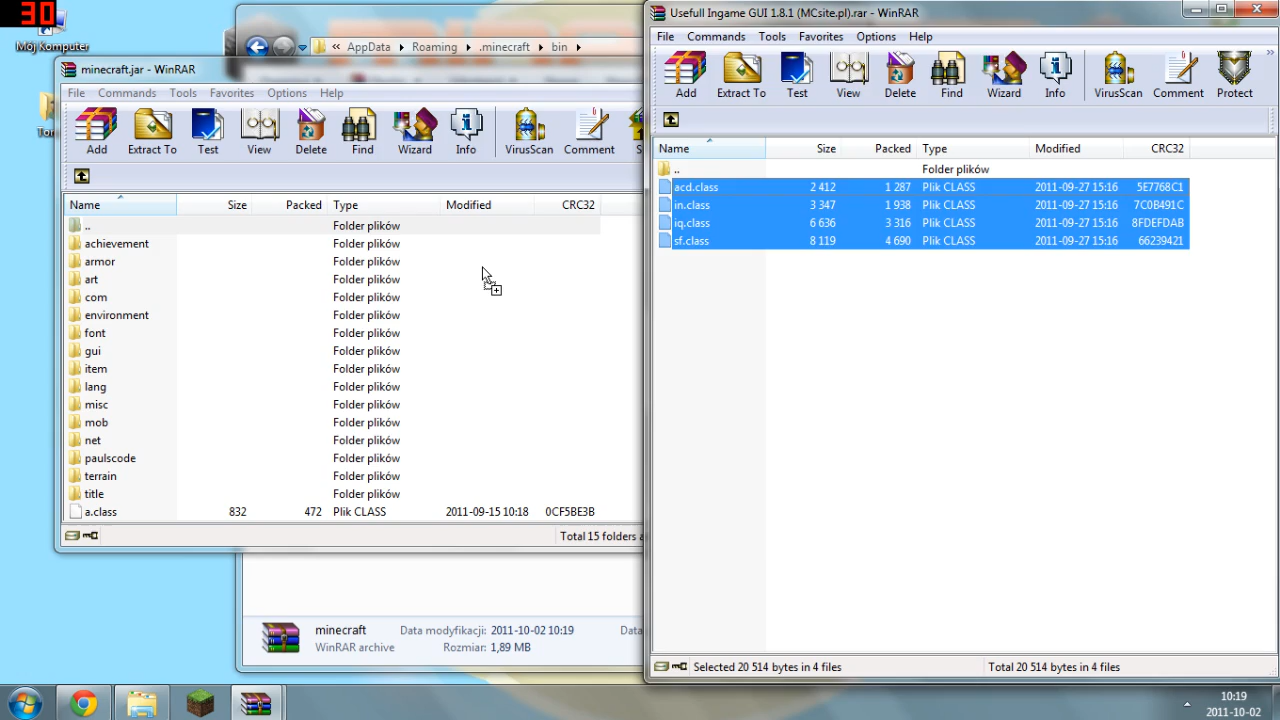 30
Mój Komputer
Tor
« AppData ▸ Roaming ▸ .minecraft ▸ bin ▸
minecraft.jar - WinRAR
File Commands Tools Favorites Options Help
Add Extract To Test View Delete Find Wizard Info VirusScan Comment S
Name Size Packed Type Modified CRC32
.. Folder plików
achievement Folder plików
armor Folder plików
art Folder plików
com Folder plików
environment Folder plików
font Folder plików
gui Folder plików
item Folder plików
lang Folder plików
misc Folder plików
mob Folder plików
net Folder plików
paulscode Folder plików
terrain Folder plików
title Folder plików
a.class 832 472 Plik CLASS 2011-09-15 10:18 0CF5BE3B
Total 15 folders a
minecraft Data modyfikacji: 2011-10-02 10:19 Data
WinRAR archive Rozmiar: 1,89 MB
Usefull Ingame GUI 1.8.1 (MCsite.pl).rar - WinRAR
File Commands Tools Favorites Options Help
Add Extract To Test View Delete Find Wizard Info VirusScan Comment Protect
Name Size Packed Type Modified CRC32
.. Folder plików
acd.class 2 412 1 287 Plik CLASS 2011-09-27 15:16 5E7768C1
in.class 3 347 1 938 Plik CLASS 2011-09-27 15:16 7C0B491C
iq.class 6 636 3 316 Plik CLASS 2011-09-27 15:16 8FDEFDAB
sf.class 8 119 4 690 Plik CLASS 2011-09-27 15:16 66239421
Selected 20 514 bytes in 4 files Total 20 514 bytes in 4 files
10:19
2011-10-02